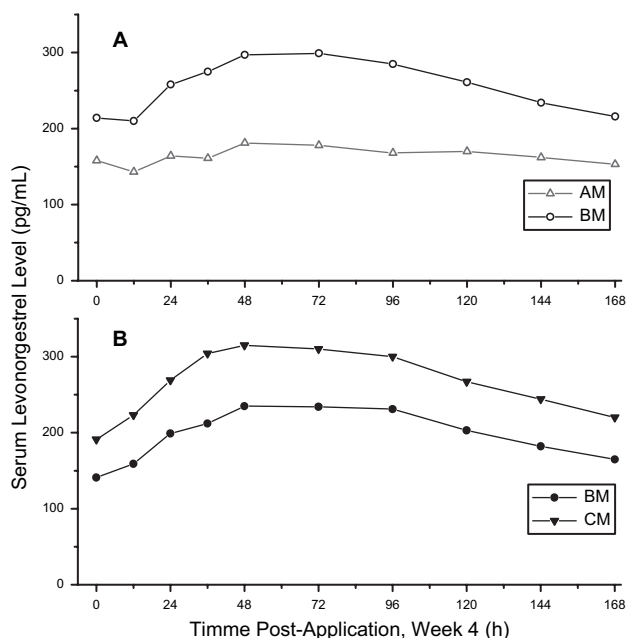 A
300
200
100
0
AM
BM
0 24 48 72 96 120 144 168
B
300
200
100
0
BM
CM
0 24 48 72 96 120 144 168
Serum Levonorgestrel Level (pg/mL)
Timme Post-Application, Week 4 (h)